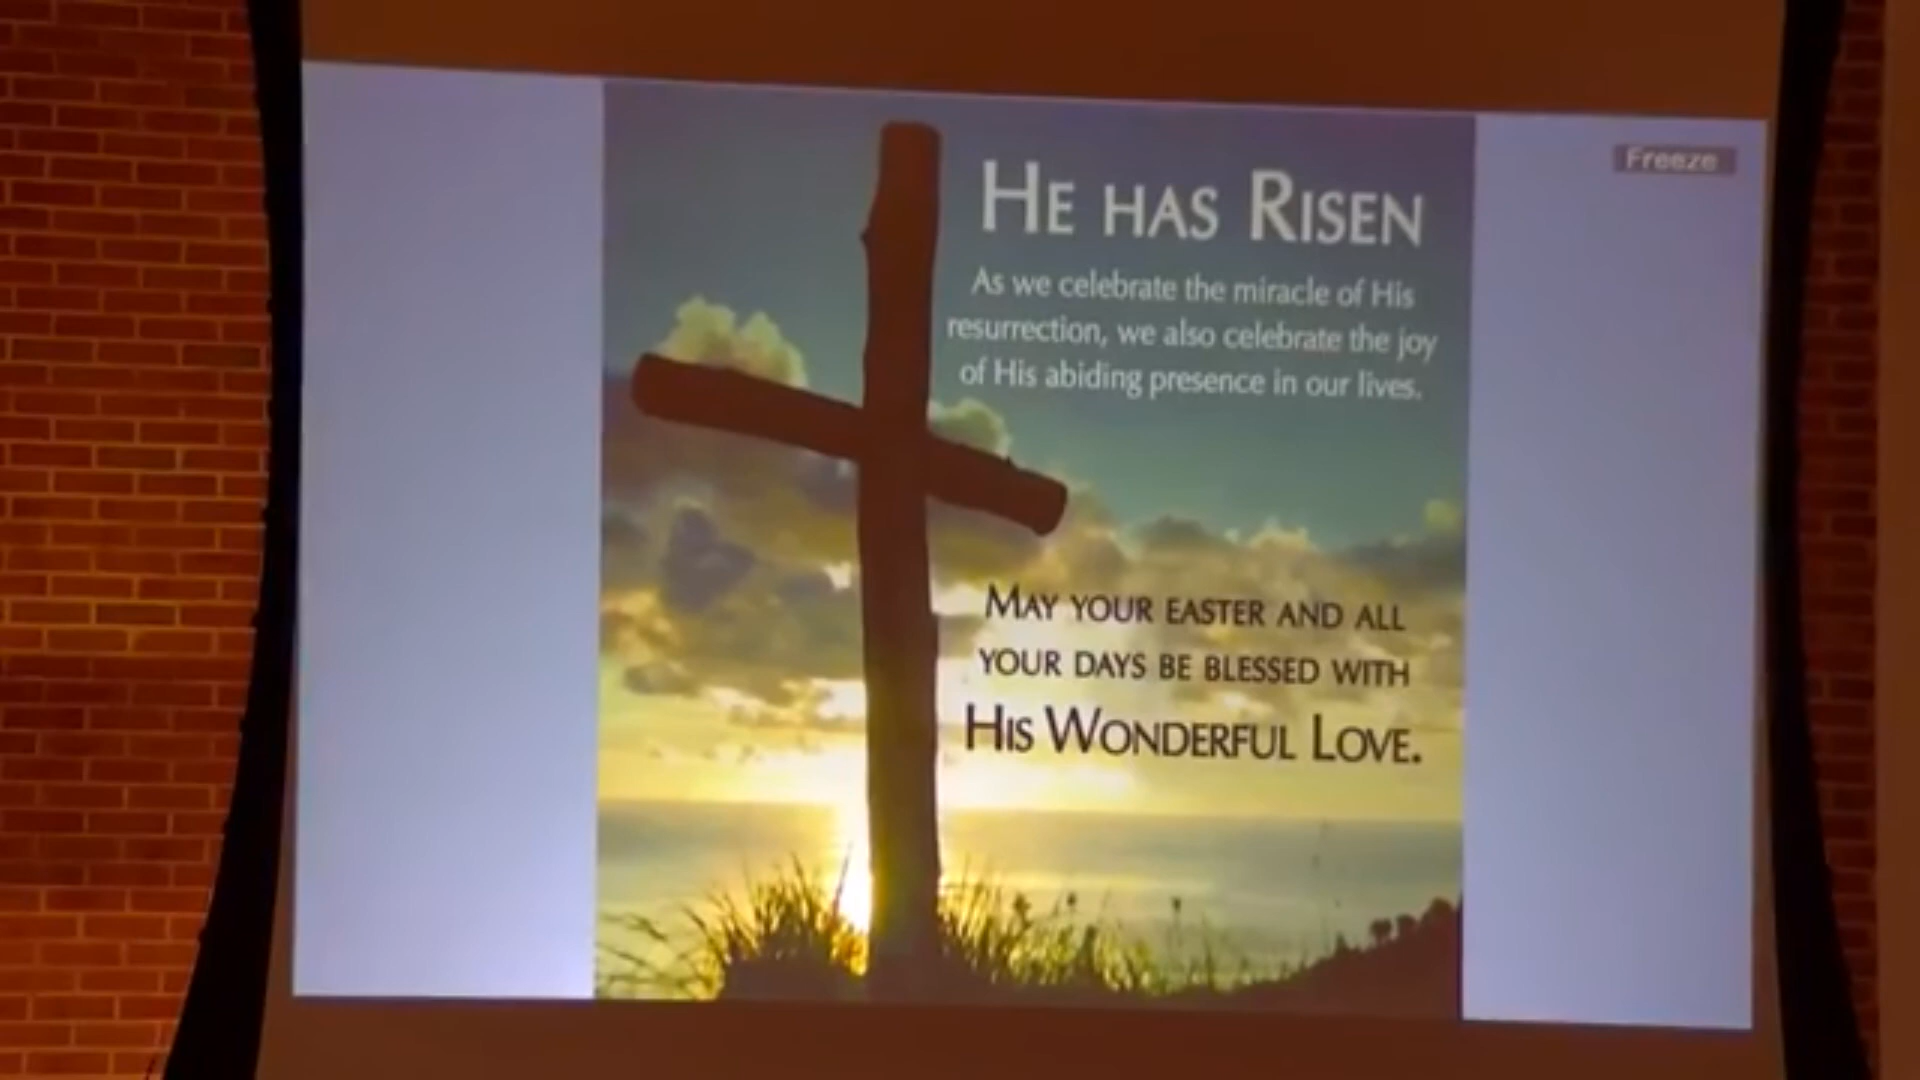 HE HAS RISEN
As we celebrate the miracle of His
resurrection, we also celebrate the joy
of His abiding presence in our lives.
MAY YOUR EASTER AND ALL
YOUR DAYS BE BLESSED WITH
HIS WONDERFUL LOVE.
Freeze